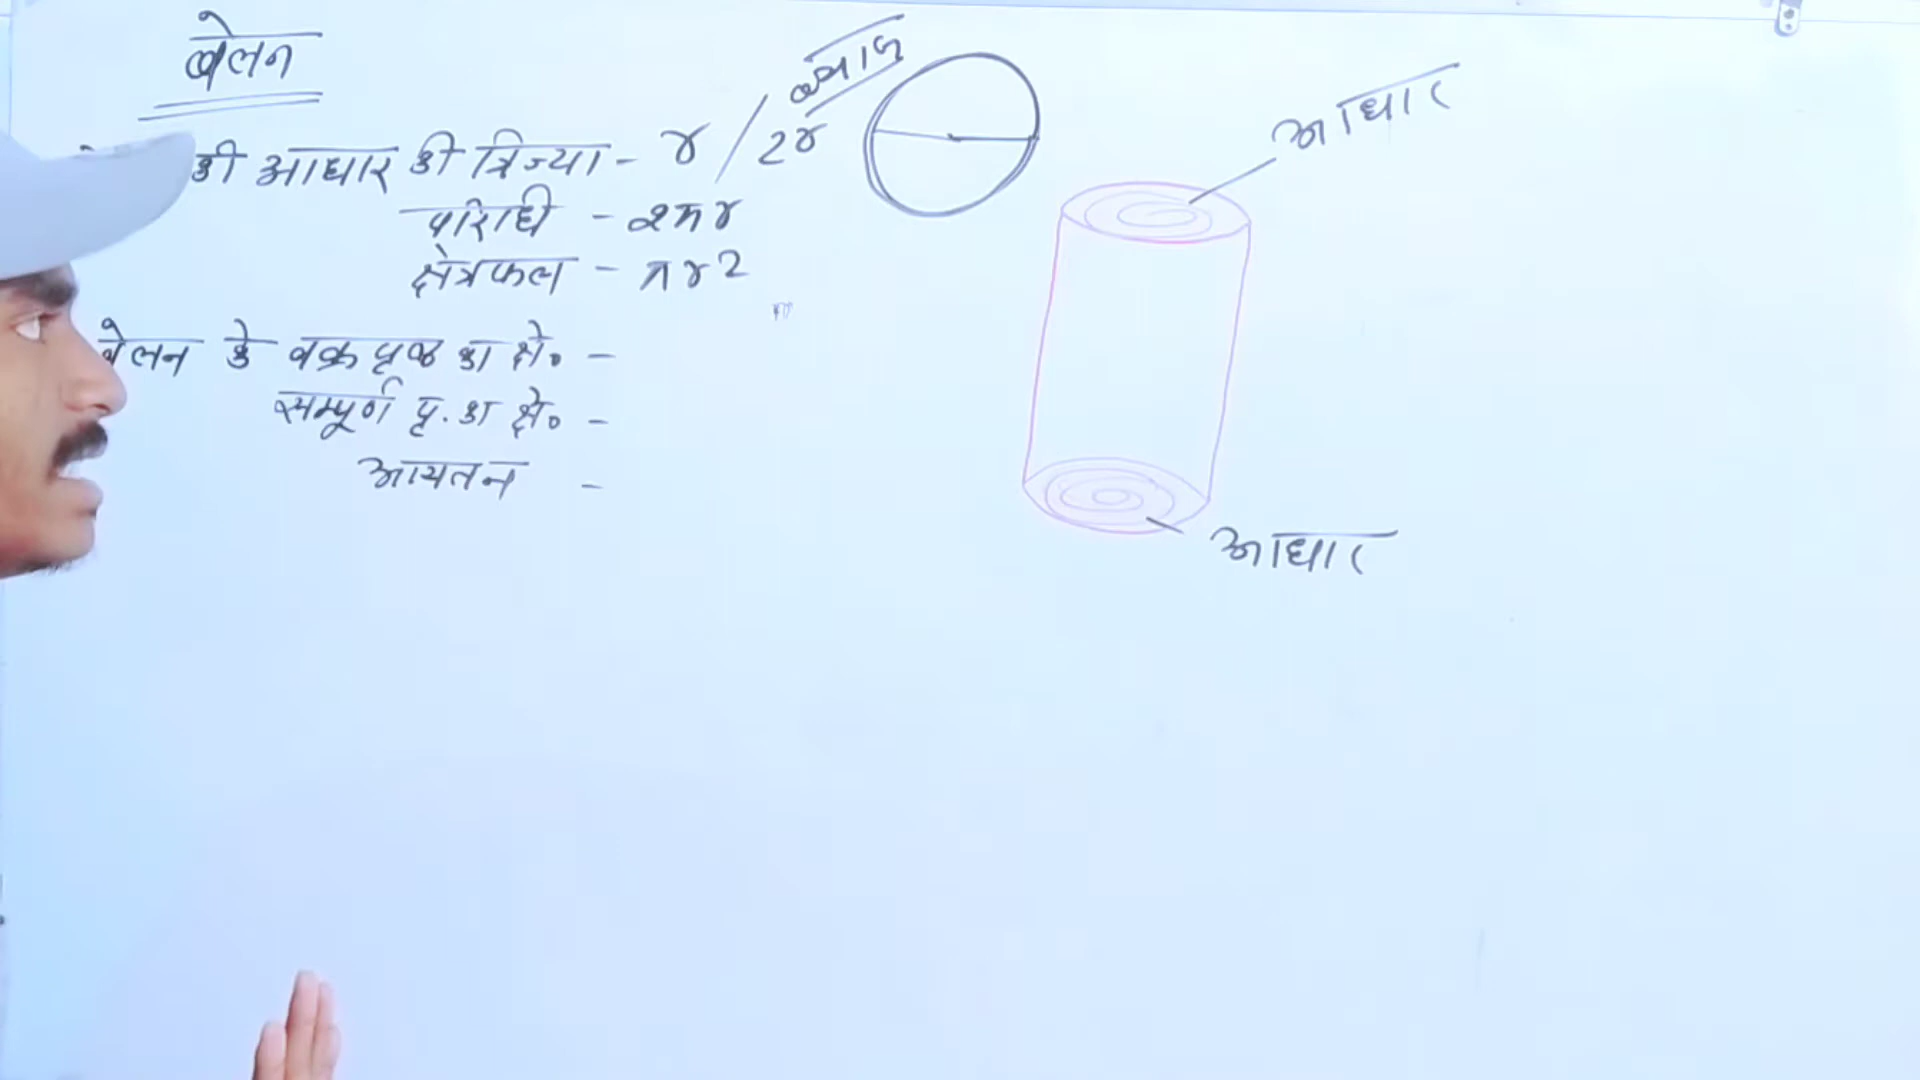 बेलन
की आधार की त्रिज्या - r / 2r व्यास
परिधी - 2πr
क्षेत्रफल - πr2
बेलन के वक्र पृष्ठ का क्षे० -
सम्पूर्ण पृ. का क्षे० -
आयतन -
आधार
आधार